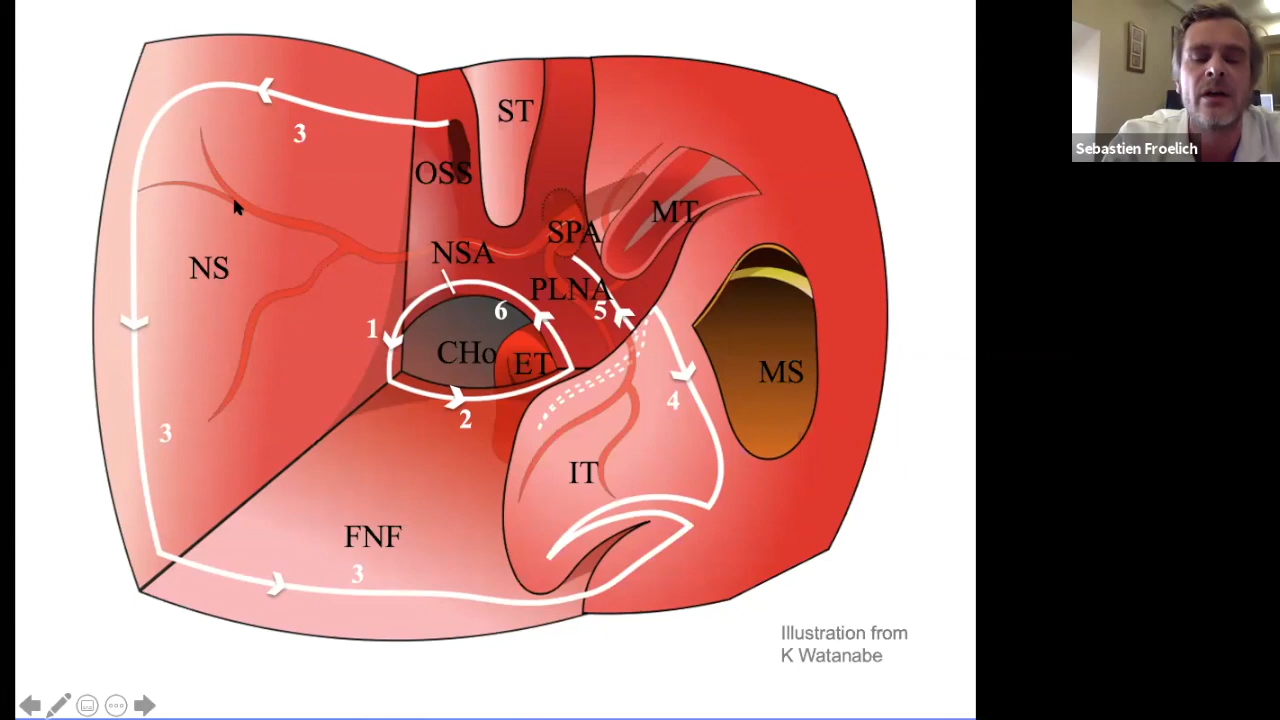 ST
3
OSS
MT
SPA
NSA
NS
PLNA
5
6
1
CHo
ET
MS
4
2
3
IT
FNF
3
Illustration from
K Watanabe
Sebastien Froelich